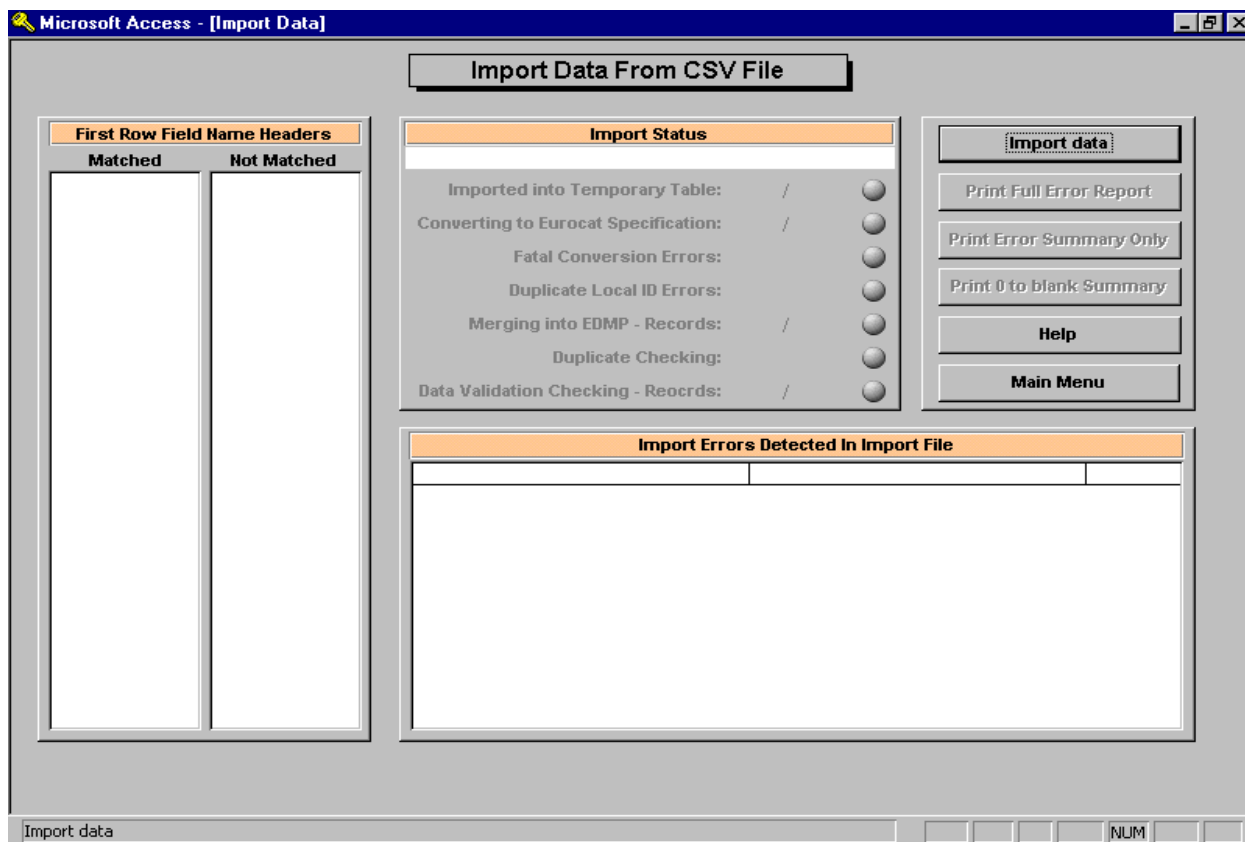 Microsoft Access - [Import Data]
Import Data From CSV File
First Row Field Name Headers
Matched Not Matched
Import Status
Imported into Temporary Table: /
Converting to Eurocat Specification: /
Fatal Conversion Errors:
Duplicate Local ID Errors:
Merging into EDMP - Records: /
Duplicate Checking:
Data Validation Checking - Reocrds: /
Import data
Print Full Error Report
Print Error Summary Only
Print 0 to blank Summary
Help
Main Menu
Import Errors Detected In Import File
Import data
NUM